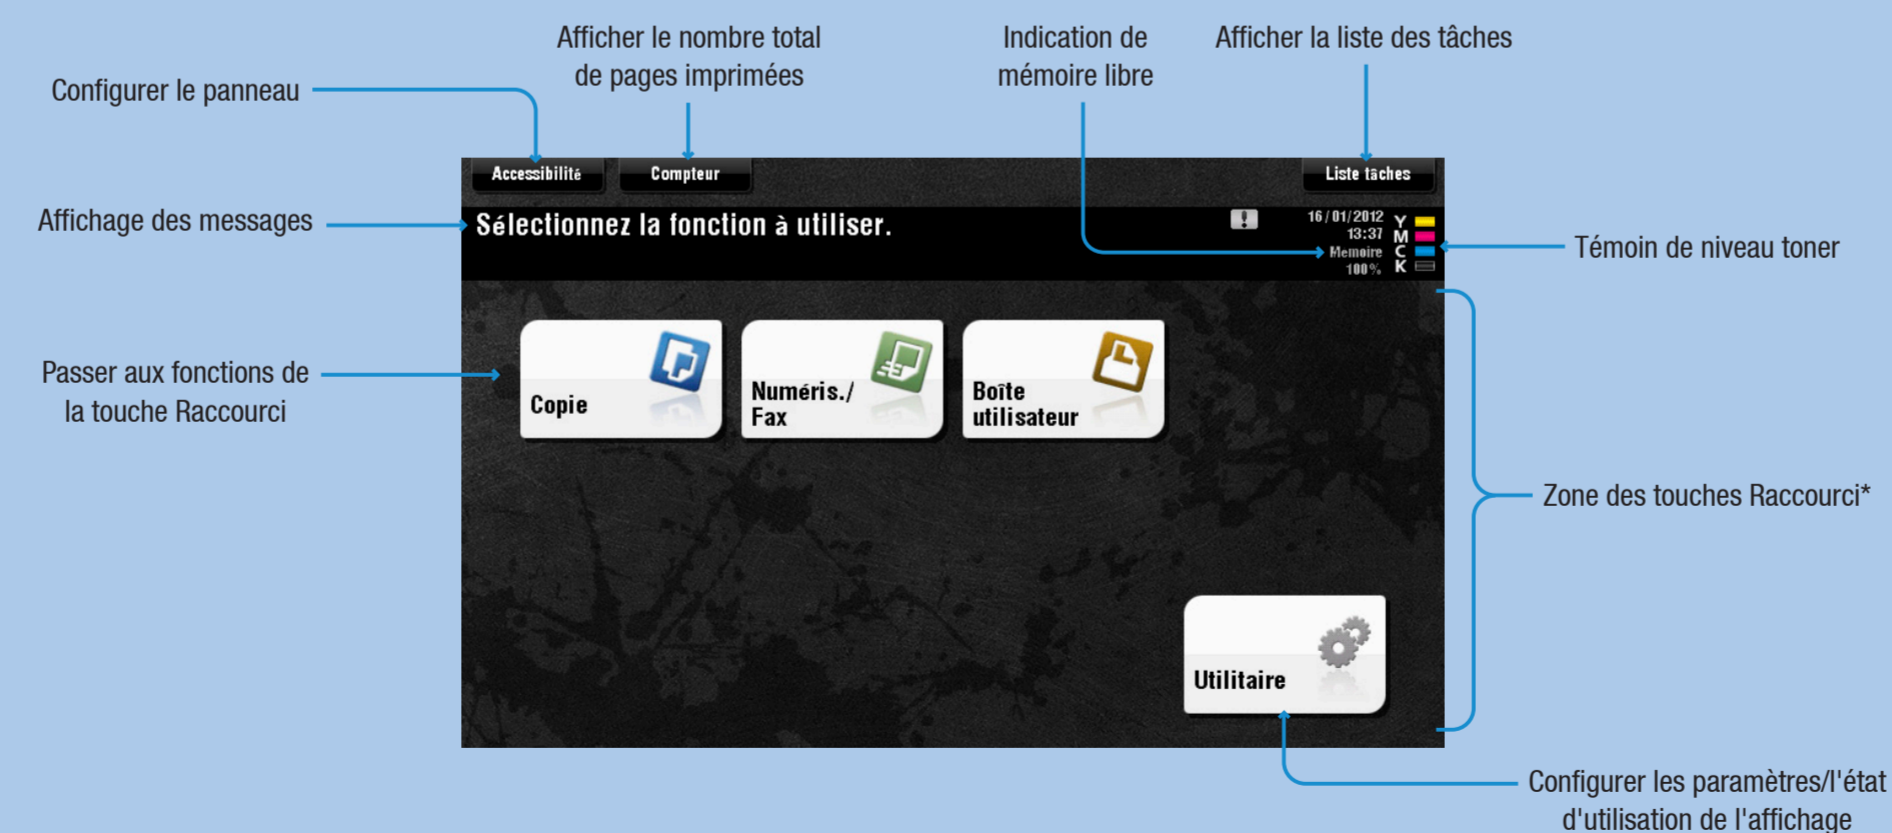 Afficher le nombre total
de pages imprimées
Indication de
mémoire libre
Afficher la liste des tâches
Configurer le panneau
Accessibilité
Compteur
Liste tâches
Affichage des messages
Sélectionnez la fonction à utiliser.
!
16/01/2012
13:37
Memoire
100%
Y
M
C
K
Témoin de niveau toner
Passer aux fonctions de
la touche Raccourci
Copie
Numéris./
Fax
Boîte
utilisateur
Zone des touches Raccourci*
Utilitaire
Configurer les paramètres/l'état
d'utilisation de l'affichage